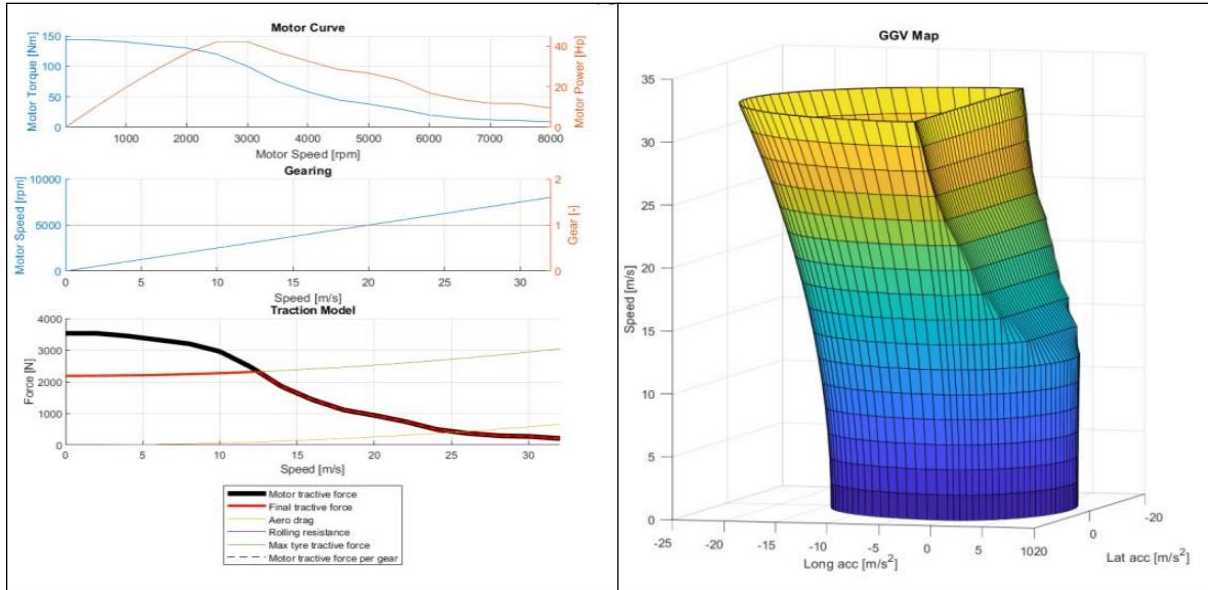 Motor Curve
Motor Torque [Nm]
150
100
50
0
Motor Power [Hp]
40
20
0
1000 2000 3000 4000 5000 6000 7000 8000
Motor Speed [rpm]
Gearing
Motor Speed [rpm]
10000
5000
0
Gear [-]
2
1
0
0 5 10 15 20 25 30
Speed [m/s]
Traction Model
Force [N]
4000
3000
2000
1000
0
0 5 10 15 20 25 30
Speed [m/s]
Motor tractive force
Final tractive force
Aero drag
Rolling resistance
Max tyre tractive force
Motor tractive force per gear
GGV Map
Speed [m/s]
35
30
25
20
15
10
5
0
-25 -20 -15 -10 -5 0 5 10
Long acc [m/s²]
20 0 -20
Lat acc [m/s²]